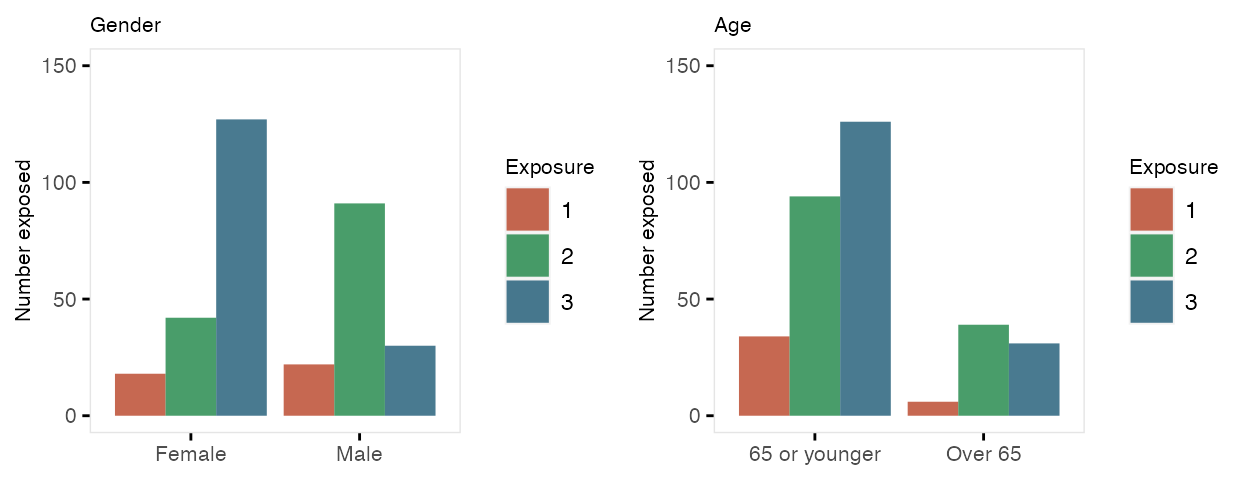 Gender
150
100
50
0
Number exposed
Female Male
Exposure
1
2
3
Age
150
100
50
0
Number exposed
65 or younger Over 65
Exposure
1
2
3